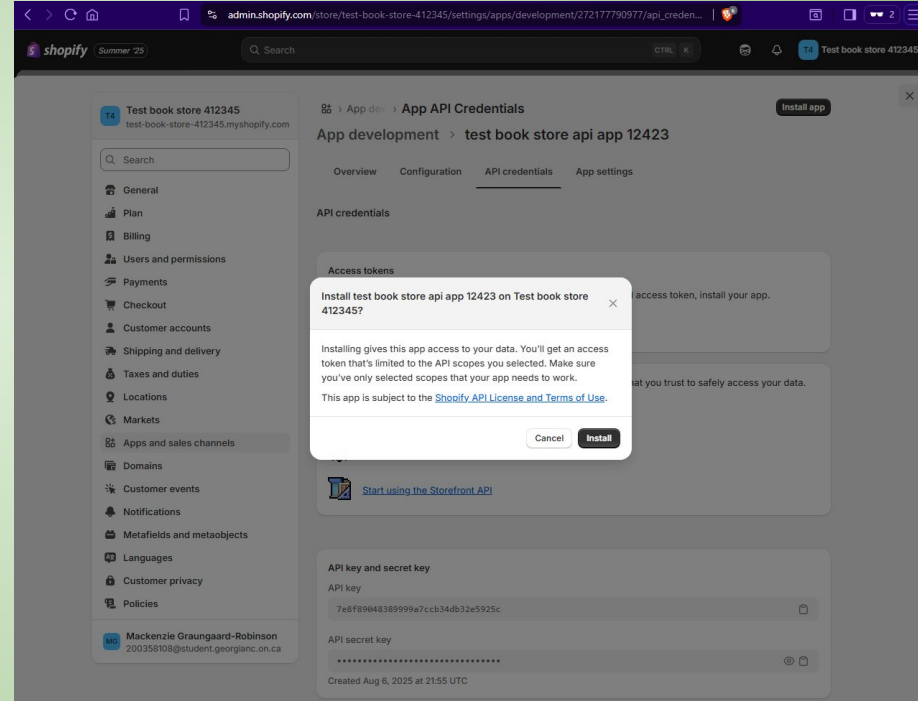 admin.shopify.com/store/test-book-store-412345/settings/apps/development/272177790977/api_creden...
2
shopify Summer '25
Search
CTRL K
T4 Test book store 412345
T4 Test book store 412345
test-book-store-412345.myshopify.com
Search
General
Plan
Billing
Users and permissions
Payments
Checkout
Customer accounts
Shipping and delivery
Taxes and duties
Locations
Markets
Apps and sales channels
Domains
Customer events
Notifications
Metafields and metaobjects
Languages
Customer privacy
Policies
MG Mackenzie Graungaard-Robinson
200358108@student.georgianc.on.ca
App de › App API Credentials
Install app
App development › test book store api app 12423
Overview Configuration API credentials App settings
API credentials
Access tokens
access token, install your app.
Install test book store api app 12423 on Test book store
412345?
Installing gives this app access to your data. You'll get an access
token that's limited to the API scopes you selected. Make sure
you've only selected scopes that your app needs to work.
This app is subject to the Shopify API License and Terms of Use.
Cancel Install
at you trust to safely access your data.
Start using the Storefront API
API key and secret key
API key
7e8f89048389999a7ccb34db32e5925c
API secret key
••••••••••••••••••••••••••••••••
Created Aug 6, 2025 at 21:55 UTC